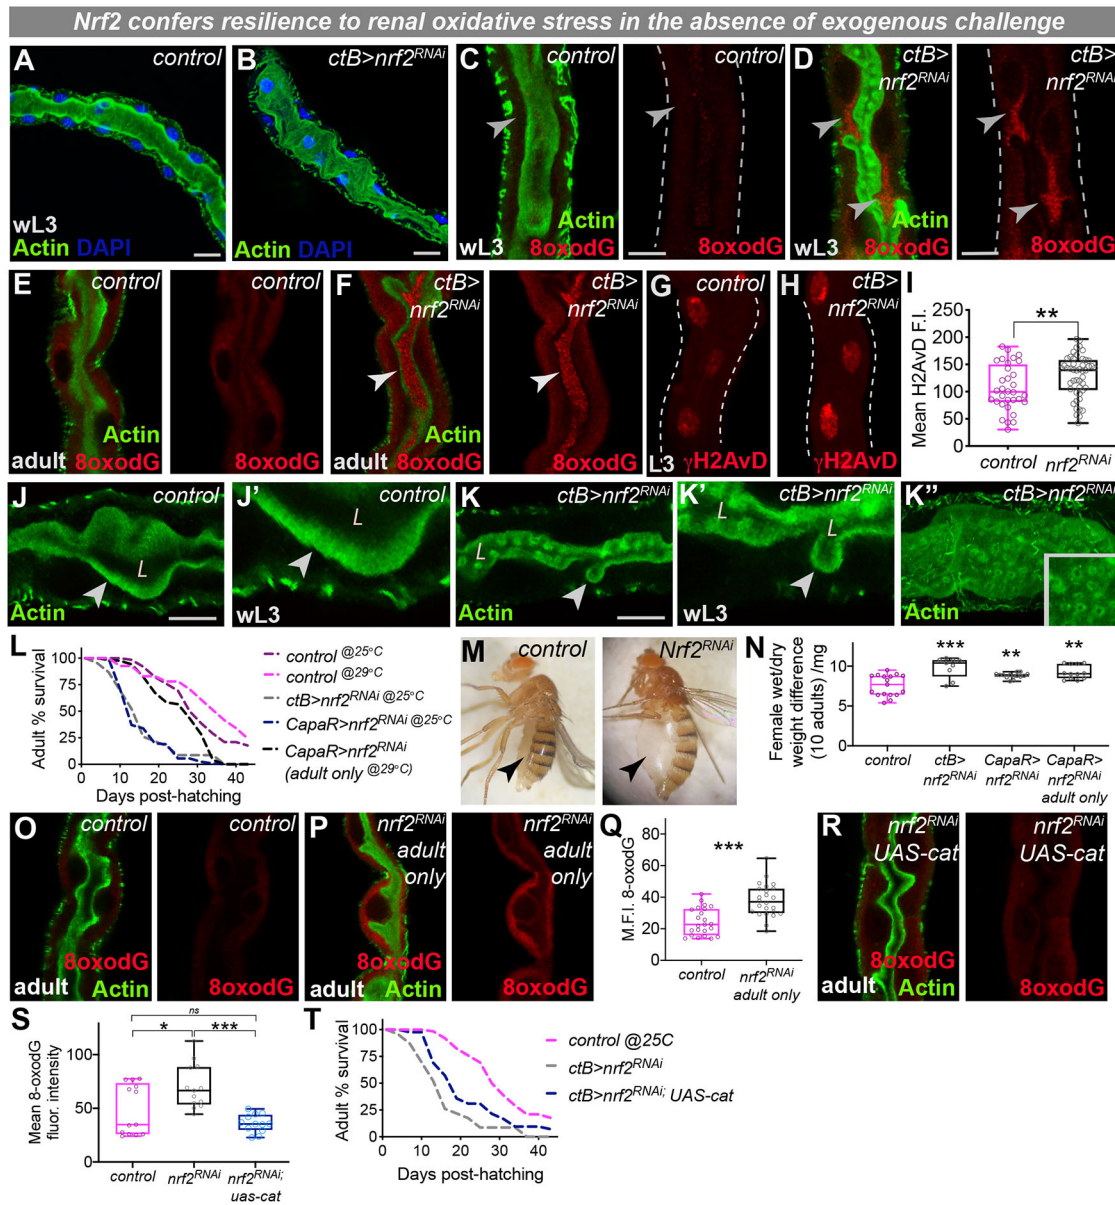 Nrf2 confers resilience to renal oxidative stress in the absence of exogenous challenge
A
control
wL3
Actin DAPI
B
ctB>nrf2RNAi
Actin DAPI
C
control
Actin
wL3 8oxodG
control
8oxodG
D
ctB>
nrf2RNAi
Actin
wL3 8oxodG
ctB>
nrf2RNAi
8oxodG
E
control
Actin
adult 8oxodG
control
8oxodG
F
ctB>
nrf2RNAi
Actin
adult 8oxodG
ctB>
nrf2RNAi
8oxodG
G
control
L3 γH2AvD
H
ctB>
nrf2RNAi
γH2AvD
I
Mean H2AvD F.I.
250
200
150
100
50
0
**
control
nrf2RNAi
J
control
L
Actin
J'
control
L
wL3
K
ctB>nrf2RNAi
L
Actin
K'
ctB>nrf2RNAi
L
L
wL3
K"
ctB>nrf2RNAi
Actin
L
Adult % survival
100
75
50
25
0
0 10 20 30 40
Days post-hatching
control @25oC
control @29oC
ctB>nrf2RNAi @25oC
CapaR>nrf2RNAi @25oC
CapaR>nrf2RNAi
(adult only @29oC)
M
control
Nrf2RNAi
N
Female wet/dry
weight difference
(10 adults) /mg
10
5
0
***
**
**
control
ctB>
nrf2RNAi
CapaR>
nrf2RNAi
CapaR>
nrf2RNAi
adult only
O
control
8oxodG
adult Actin
control
8oxodG
P
nrf2RNAi
adult
only
8oxodG
adult Actin
nrf2RNAi
adult
only
8oxodG
Q
M.F.I. 8-oxodG
80
60
40
20
0
***
control
nrf2RNAi
adult only
R
nrf2RNAi
UAS-cat
8oxodG
adult Actin
nrf2RNAi
UAS-cat
8oxodG
S
Mean 8-oxodG
fluor. intensity
100
50
0
ns
*
***
control
nrf2RNAi
nrf2RNAi;
uas-cat
T
Adult % survival
100
75
50
25
0
0 10 20 30 40
Days post-hatching
control @25C
ctB>nrf2RNAi
ctB>nrf2RNAi; UAS-cat